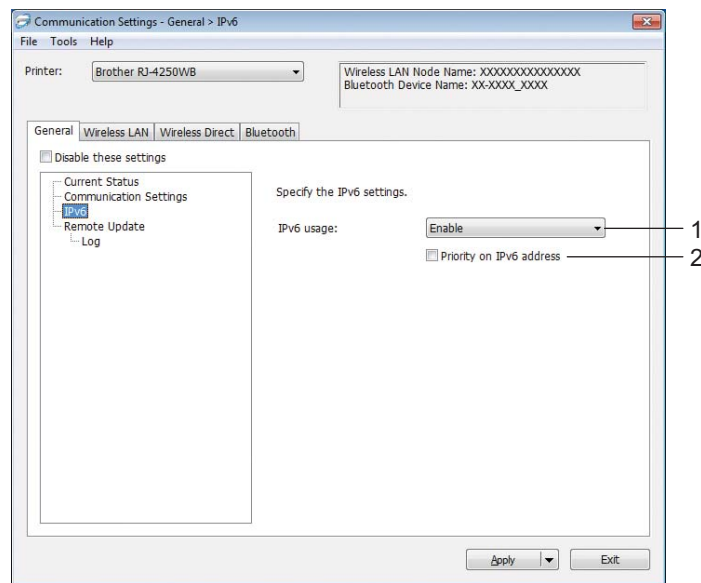 Communication Settings - General > IPv6
File Tools Help
Printer: Brother RJ-4250WB
Wireless LAN Node Name: XXXXXXXXXXXXXXX
Bluetooth Device Name: XX-XXXX_XXXX
General Wireless LAN Wireless Direct Bluetooth
Disable these settings
Current Status
Communication Settings
IPv6
Remote Update
Log
Specify the IPv6 settings.
IPv6 usage: Enable 1
Priority on IPv6 address 2
Apply Exit